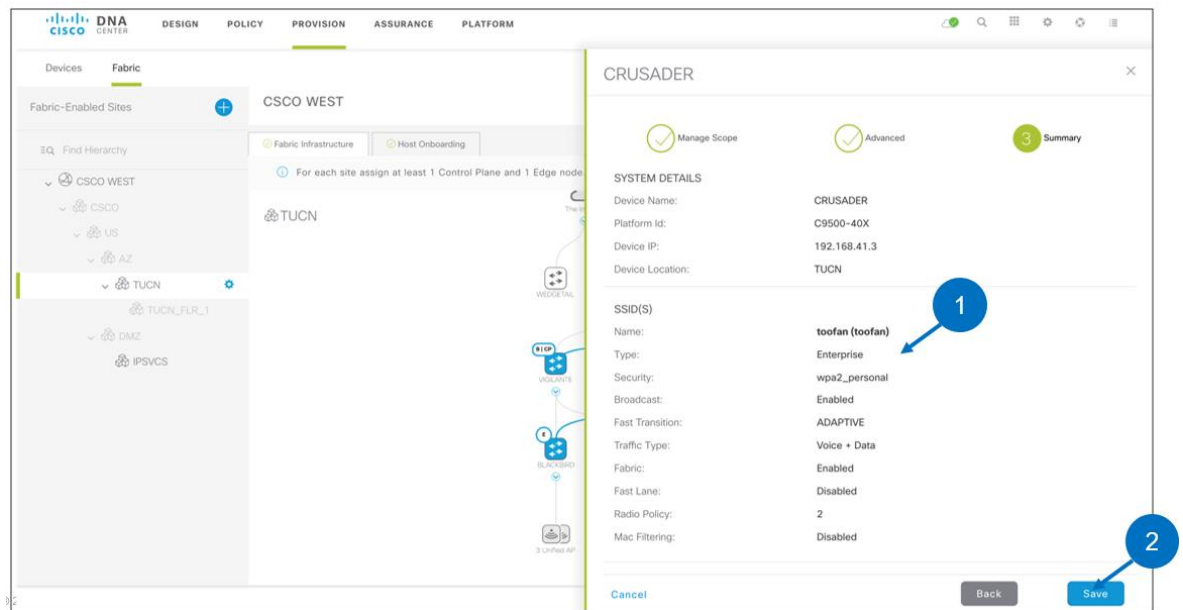 CISCO DNA CENTER DESIGN POLICY PROVISION ASSURANCE PLATFORM
Devices Fabric
Fabric-Enabled Sites
Find Hierarchy
CSCO WEST
CSCO
US
AZ
TUCN
TUCN_FLR_1
DMZ
IPSVCS
CSCO WEST
Fabric Infrastructure Host Onboarding
For each site assign at least 1 Control Plane and 1 Edge node
TUCN
The
WEDGETAIL
B | CP
VIGILANTE
E
BLACKBIRD
3 Unified AP
CRUSADER
Manage Scope Advanced 3 Summary
SYSTEM DETAILS
Device Name: CRUSADER
Platform Id: C9500-40X
Device IP: 192.168.41.3
Device Location: TUCN
SSID(S)
1
Name: toofan (toofan)
Type: Enterprise
Security: wpa2_personal
Broadcast: Enabled
Fast Transition: ADAPTIVE
Traffic Type: Voice + Data
Fabric: Enabled
Fast Lane: Disabled
Radio Policy: 2
Mac Filtering: Disabled
2
Cancel Back Save